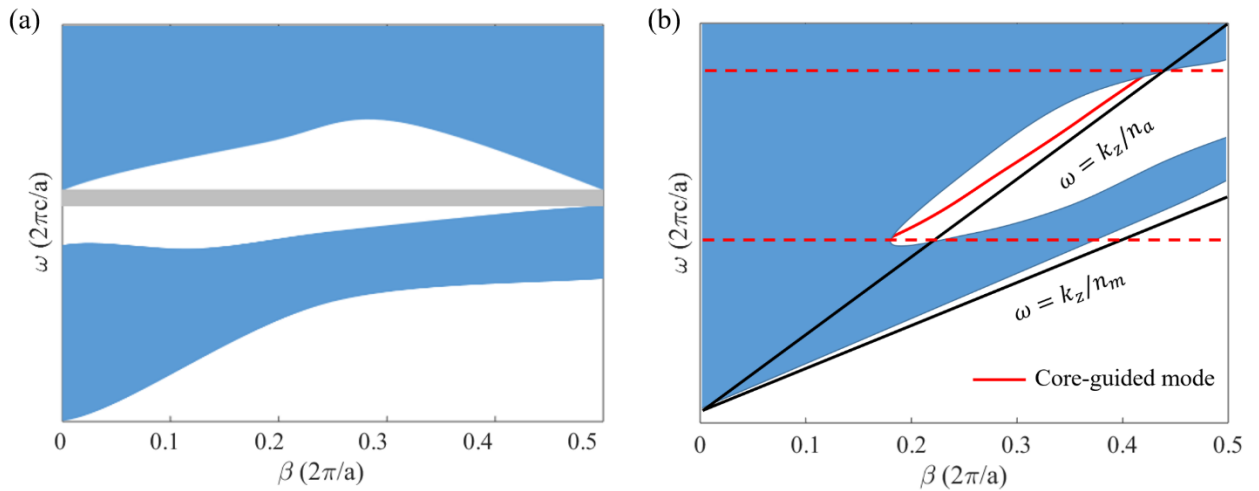 (a)
ω (2πc/a)
0
0.1
0.2
0.3
0.4
0.5
β (2π/a)
(b)
ω (2πc/a)
ω = k_z/n_a
ω = k_z/n_m
Core-guided mode
0
0.1
0.2
0.3
0.4
0.5
β (2π/a)